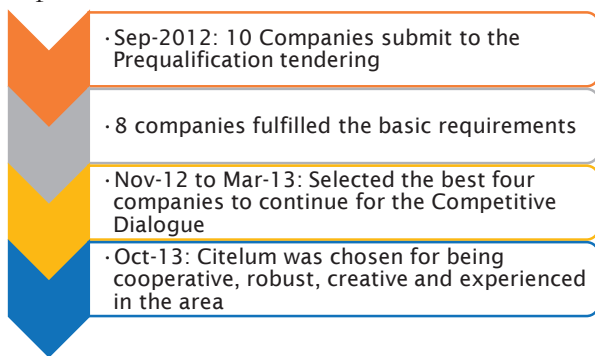 ·Sep-2012: 10 Companies submit to the
Prequalification tendering
·8 companies fulfilled the basic requirements
·Nov-12 to Mar-13: Selected the best four
companies to continue for the Competitive
Dialogue
·Oct-13: Citelum was chosen for being
cooperative, robust, creative and experienced
in the area